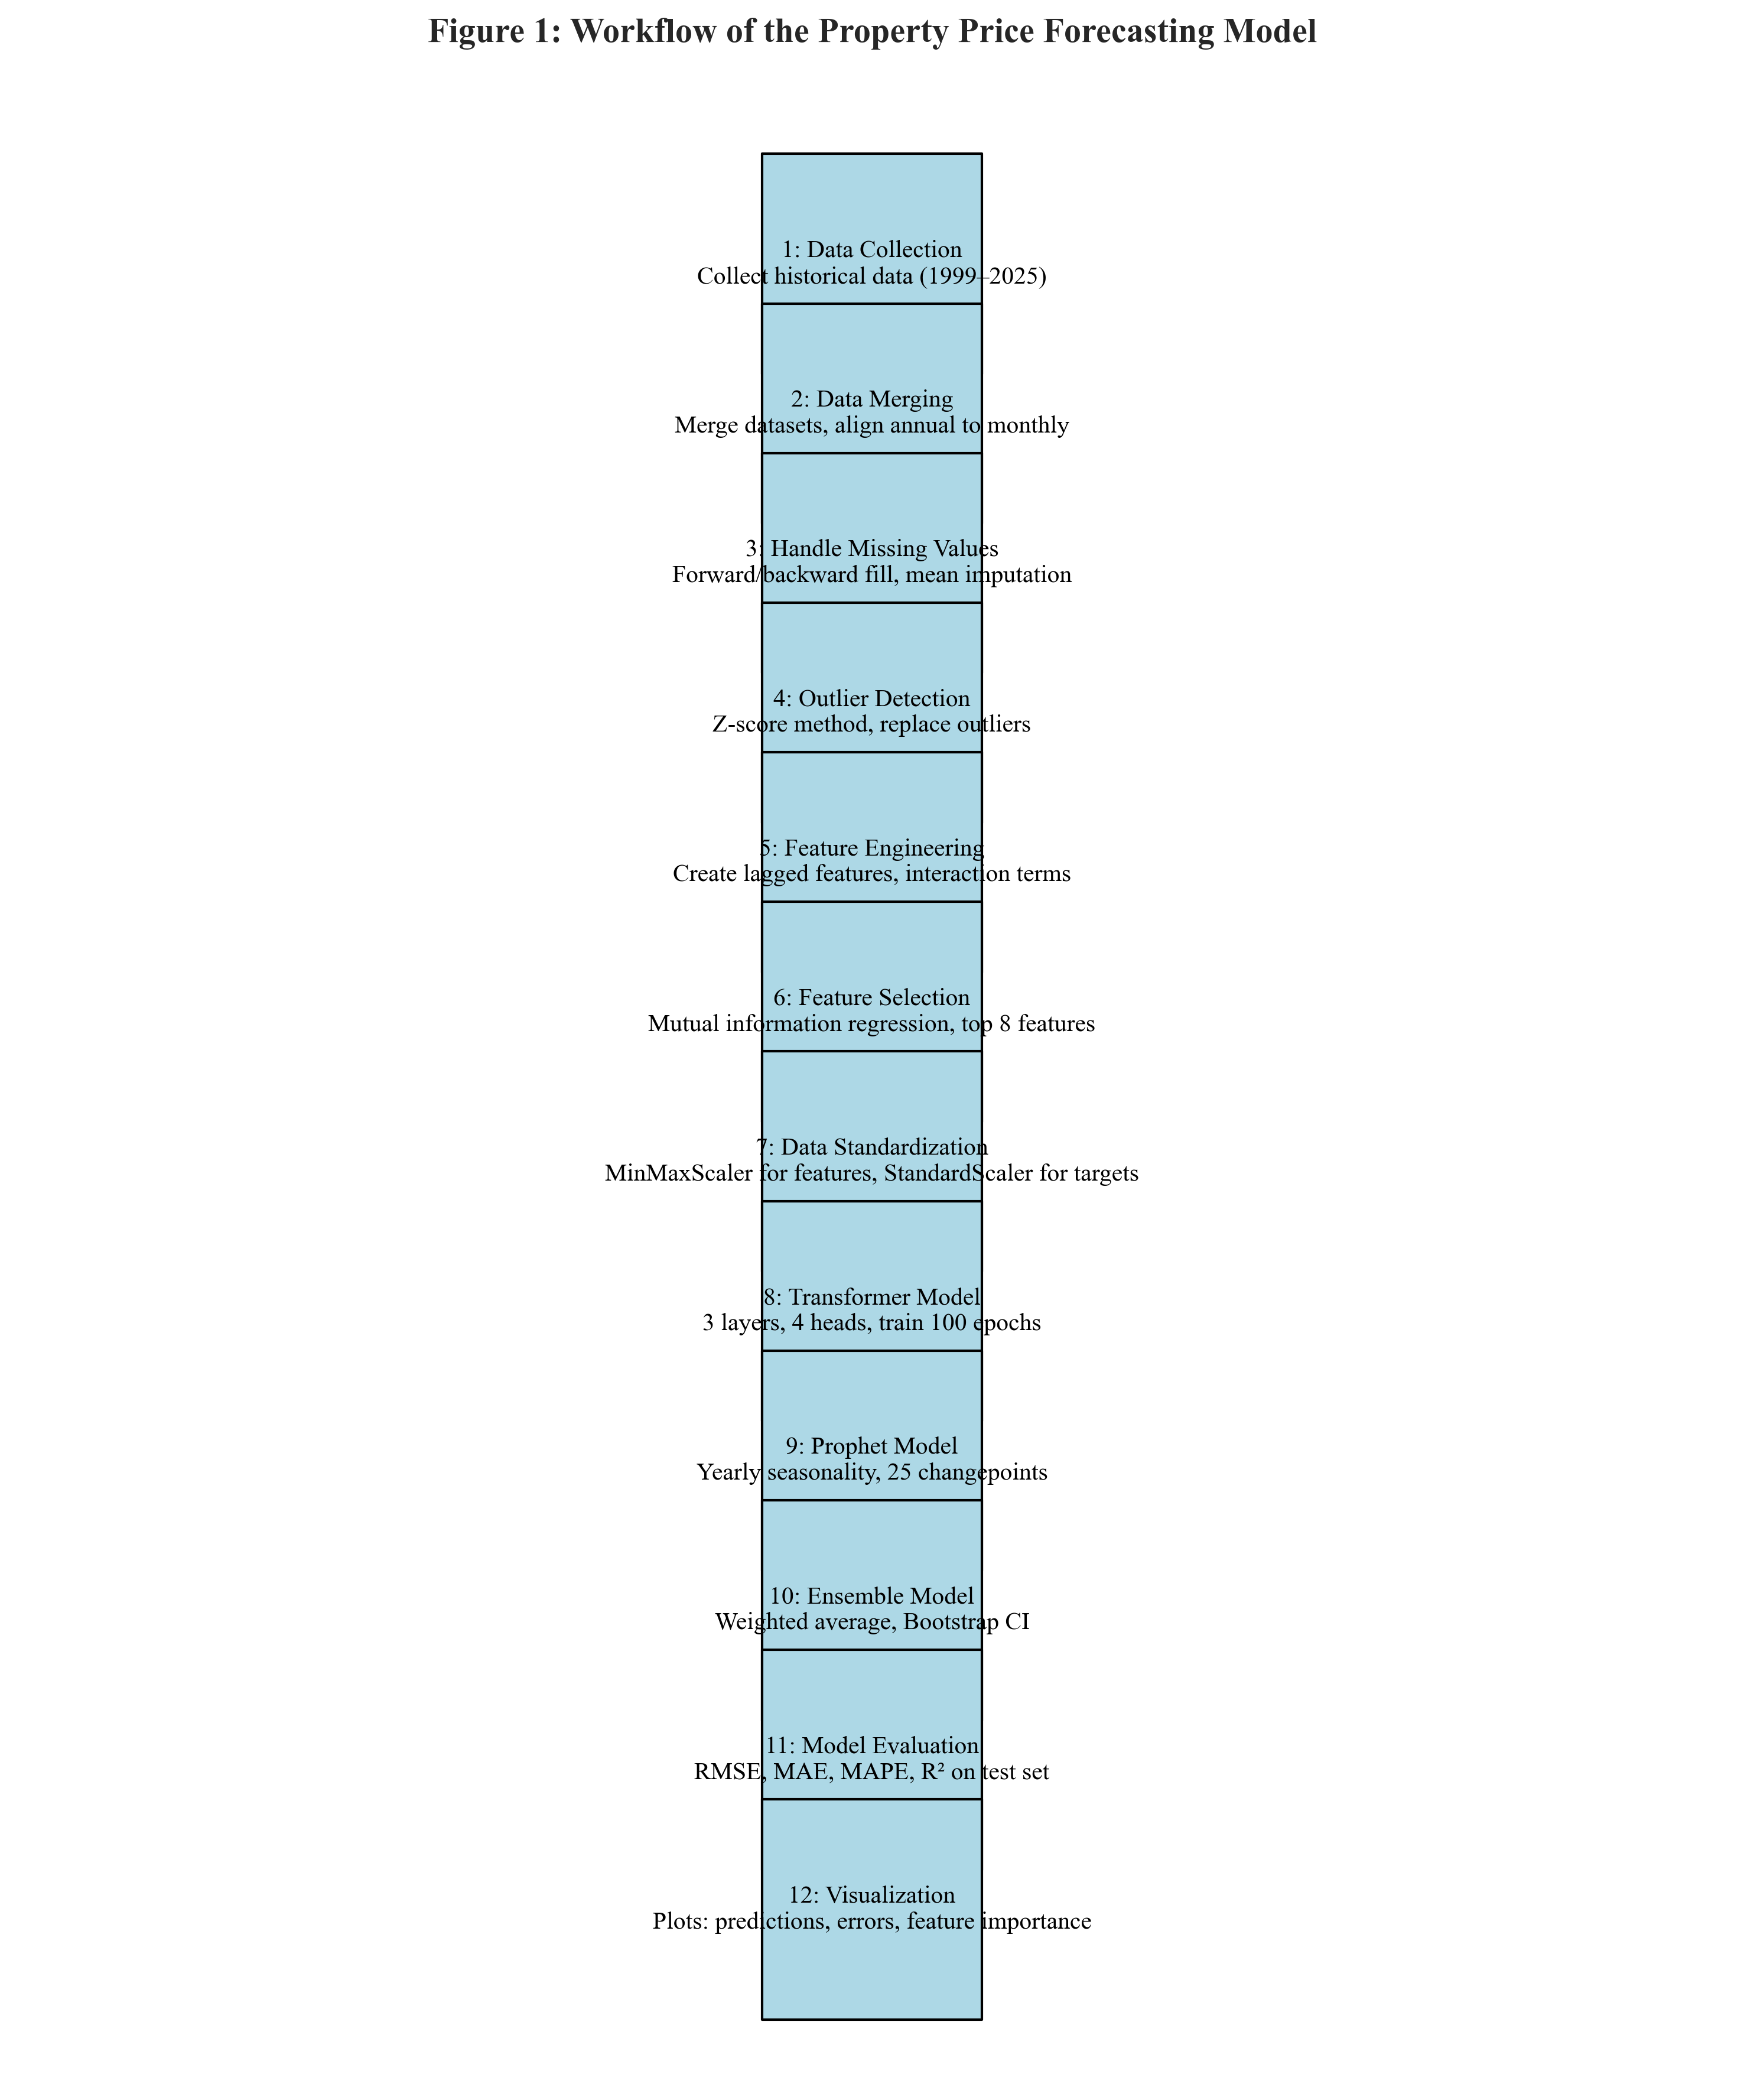 Figure 1: Workflow of the Property Price Forecasting Model
1: Data Collection
Collect historical data (1999–2025)
2: Data Merging
Merge datasets, align annual to monthly
3: Handle Missing Values
Forward/backward fill, mean imputation
4: Outlier Detection
Z-score method, replace outliers
5: Feature Engineering
Create lagged features, interaction terms
6: Feature Selection
Mutual information regression, top 8 features
7: Data Standardization
MinMaxScaler for features, StandardScaler for targets
8: Transformer Model
3 layers, 4 heads, train 100 epochs
9: Prophet Model
Yearly seasonality, 25 changepoints
10: Ensemble Model
Weighted average, Bootstrap CI
11: Model Evaluation
RMSE, MAE, MAPE, R² on test set
12: Visualization
Plots: predictions, errors, feature importance